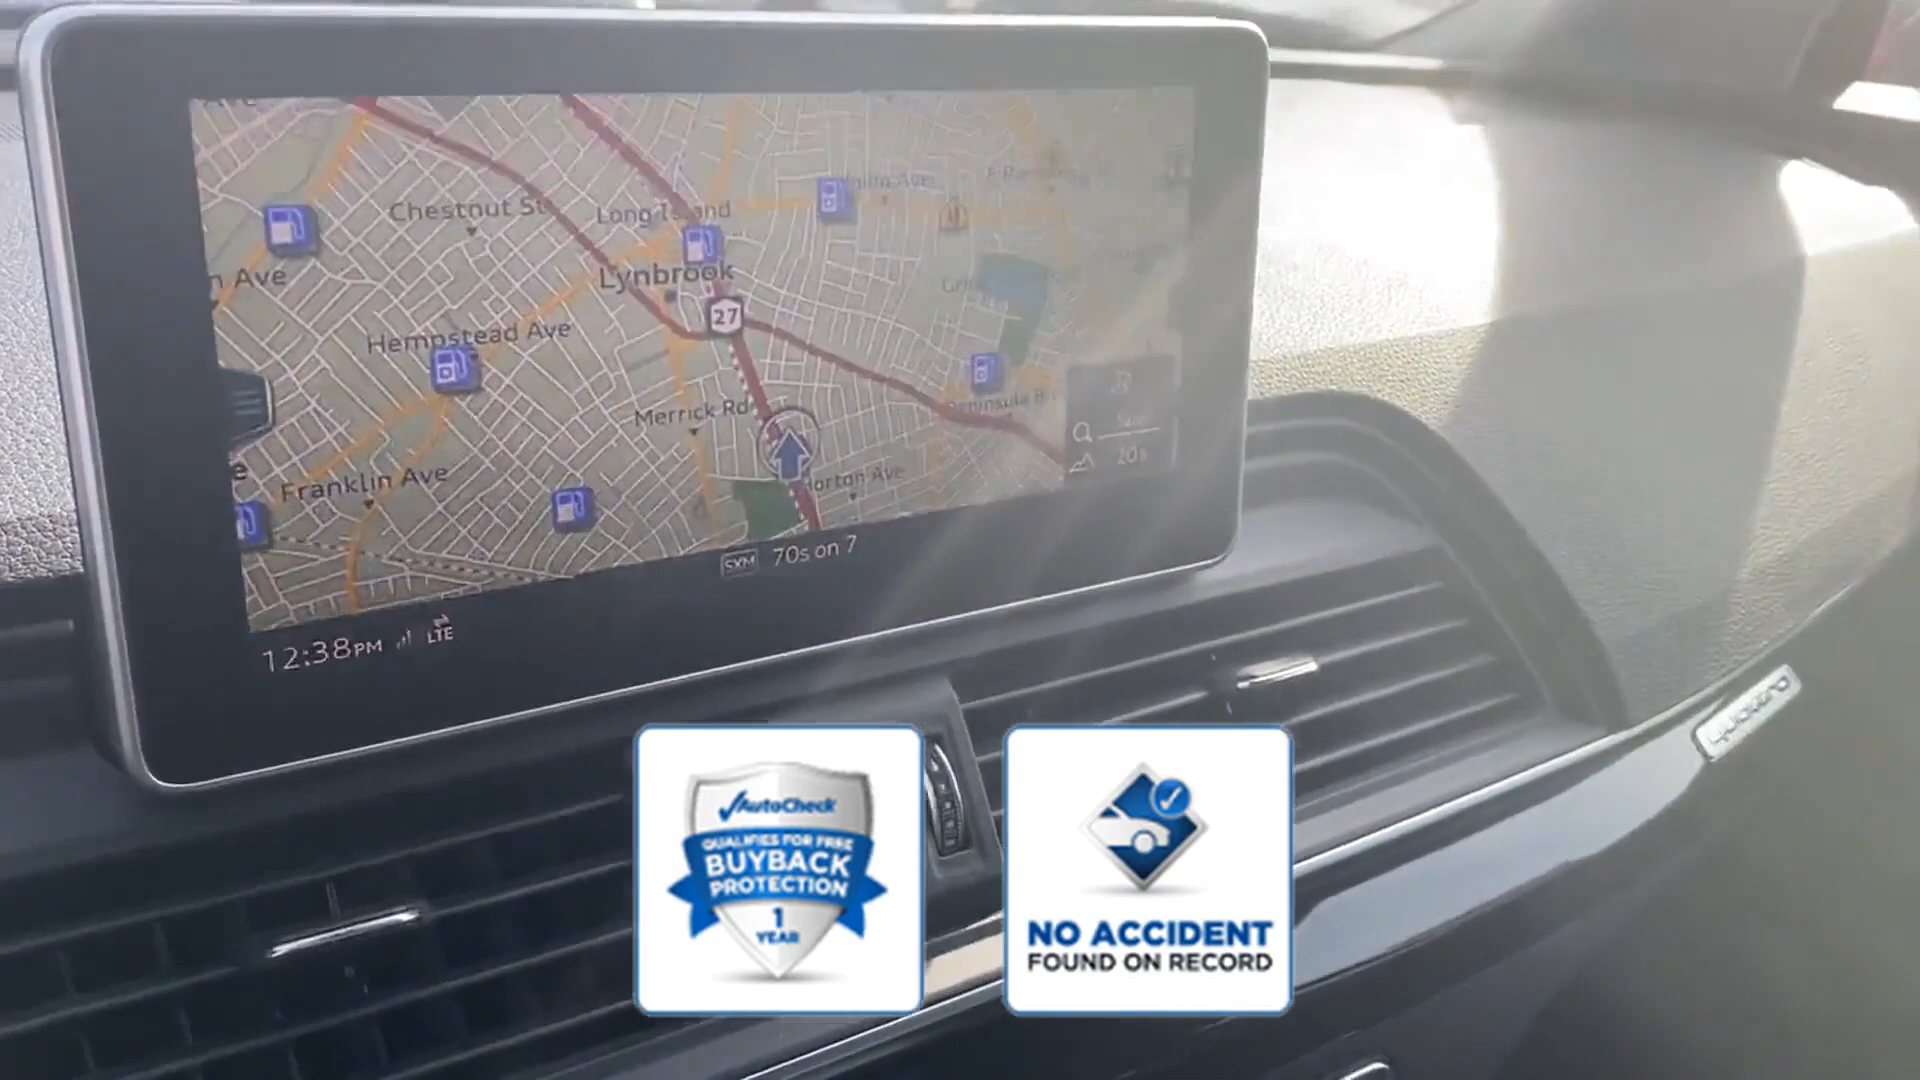 Chestnut St
Long Island
n Ave
Lynbrook
27
Hempstead Ave
Merrick Rd
Franklin Ave
Horton Ave
SXM 70s on 7
12:38PM LTE
quattro
AutoCheck
QUALIFIES FOR FREE
BUYBACK
PROTECTION
1
YEAR
NO ACCIDENT
FOUND ON RECORD